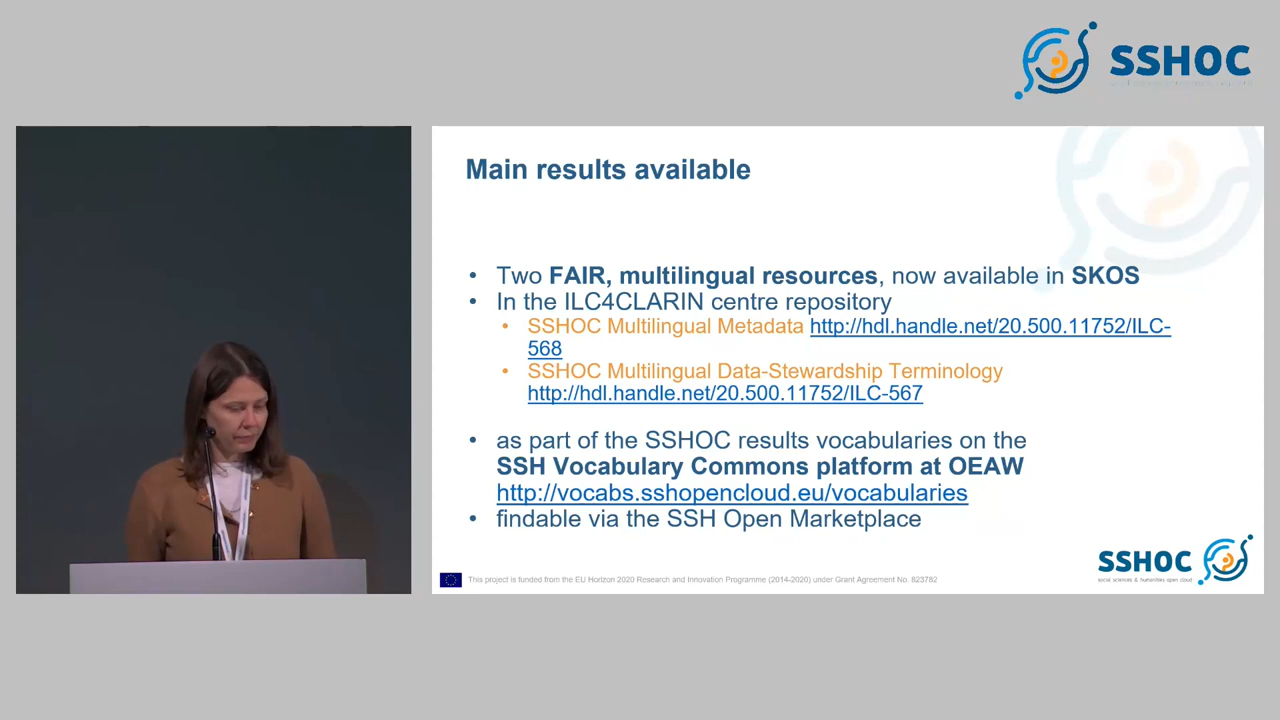 SSHOC
Main results available
• Two FAIR, multilingual resources, now available in SKOS
• In the ILC4CLARIN centre repository
• SSHOC Multilingual Metadata http://hdl.handle.net/20.500.11752/ILC-
568
• SSHOC Multilingual Data-Stewardship Terminology
http://hdl.handle.net/20.500.11752/ILC-567
• as part of the SSHOC results vocabularies on the
SSH Vocabulary Commons platform at OEAW
http://vocabs.sshopencloud.eu/vocabularies
• findable via the SSH Open Marketplace
This project is funded from the EU Horizon 2020 Research and Innovation Programme (2014-2020) under Grant Agreement No. 823782
SSHOC
social sciences & humanities open cloud